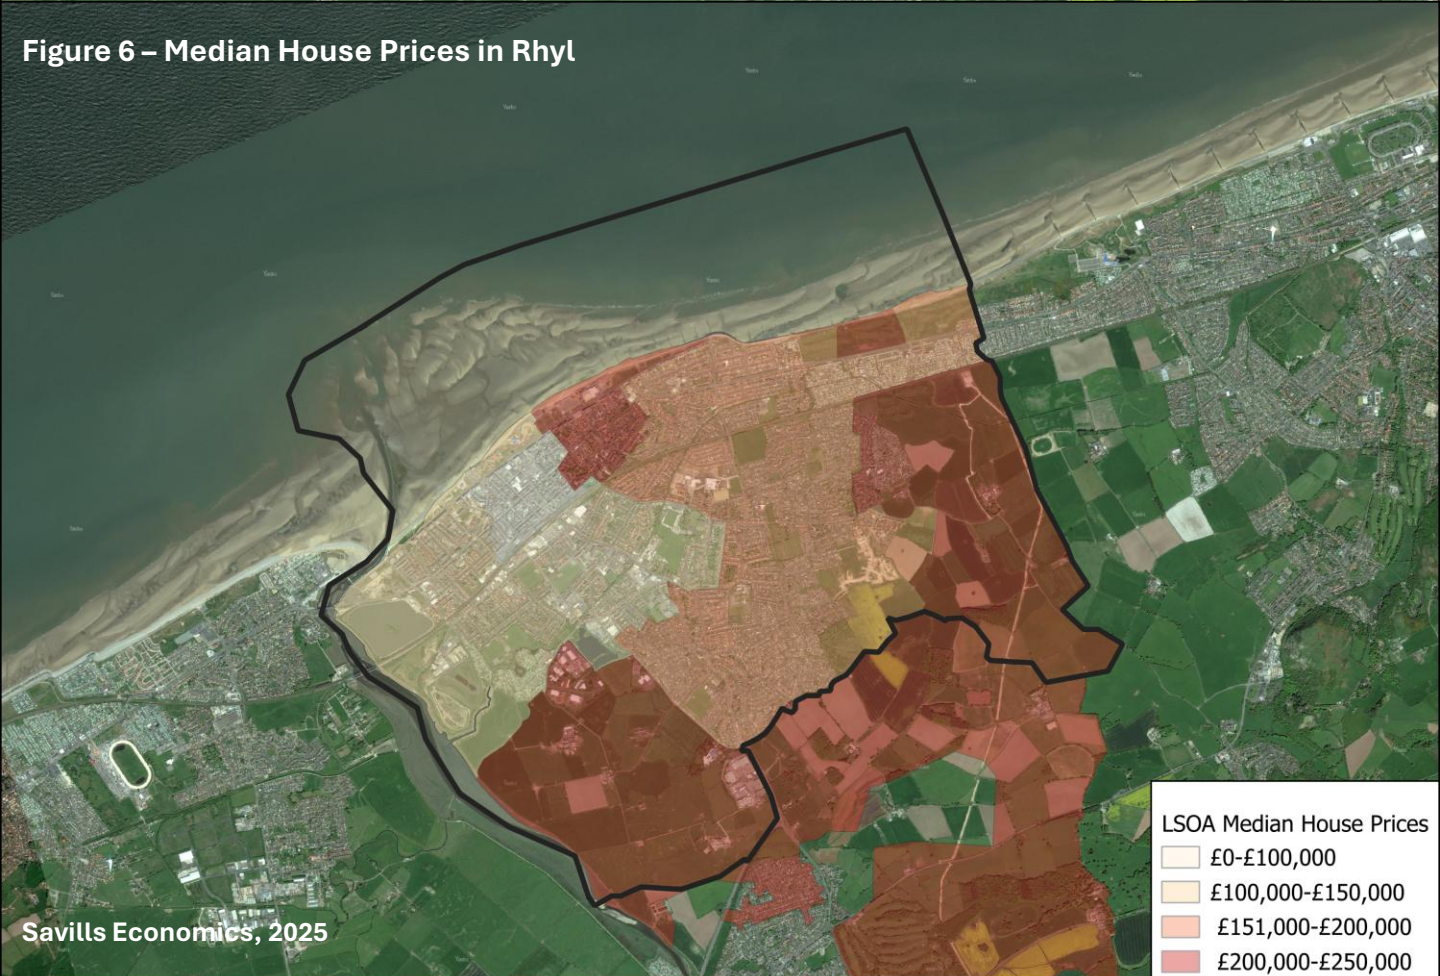 Figure 6 – Median House Prices in Rhyl
LSOA Median House Prices
£0-£100,000
£100,000-£150,000
£151,000-£200,000
£200,000-£250,000
Savills Economics, 2025